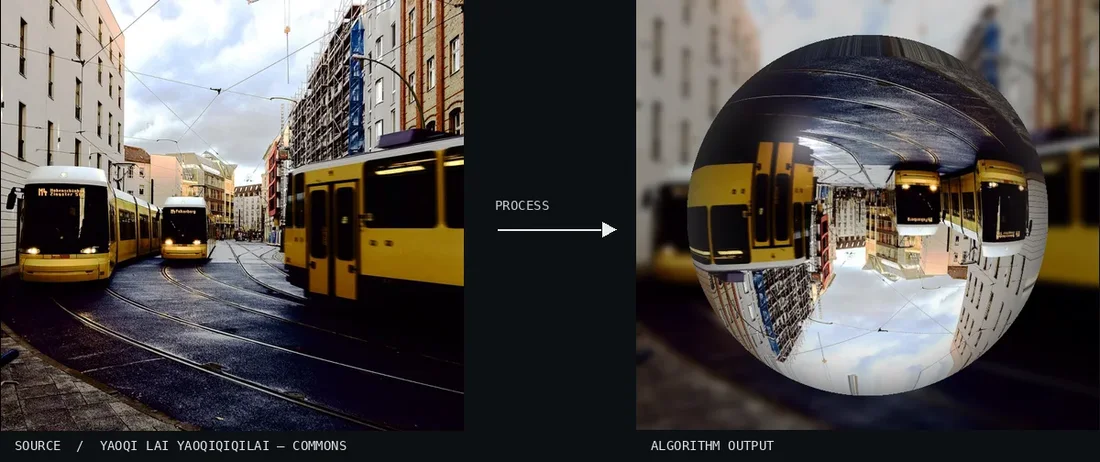 PROCESS
SOURCE / YAOQI LAI YAOQIQIQILAI — COMMONS
ALGORITHM OUTPUT